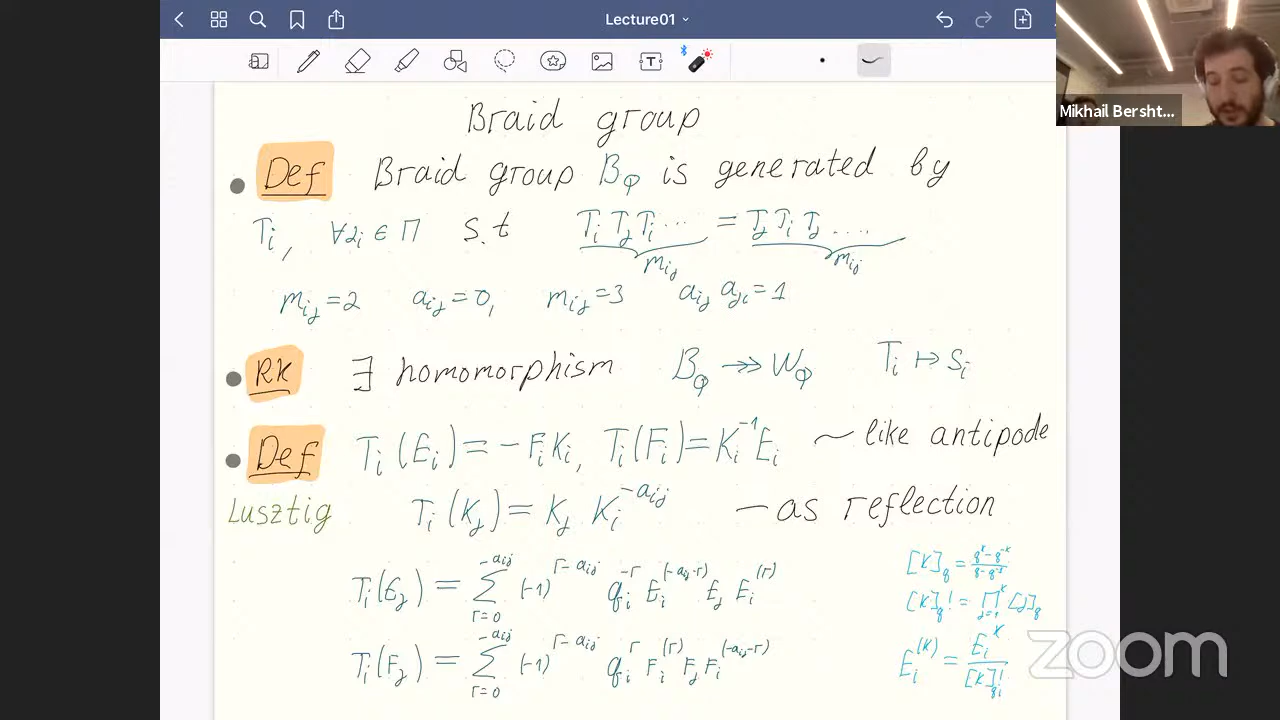 Lecture01
Mikhail Bersht...
Braid group
Def Braid group B_Φ is generated by
T_i, ∀α_i ∈ Π s.t T_i T_j T_i ... = T_j T_i T_j ....
m_ij m_ij
m_ij = 2 a_ij = 0, m_ij = 3 a_ij a_ji = 1
RK ∃ homomorphism B_Φ ↠ W_Φ T_i ↦ s_i
Def T_i(E_i) = -F_i K_i, T_i(F_i) = K_i^{-1} E_i ~ like antipode
Lusztig T_i(K_j) = K_j K_i^{-a_ij} — as reflection
T_i(E_j) = ∑_{r=0}^{-a_ij} (-1)^{r-a_ij} q_i^{-r} E_i^{(-a_ij-r)} E_j E_i^{(r)}
T_i(F_j) = ∑_{r=0}^{-a_ij} (-1)^{r-a_ij} q_i^{r} F_i^{(r)} F_j F_i^{(-a_ij-r)}
[k]_q = \frac{q^k - q^{-k}}{q - q^{-1}}
[k]_q! = ∏_{j=1}^{k} [j]_q
E_i^{(k)} = \frac{E_i^k}{[k]_{q_i}!}
zoom